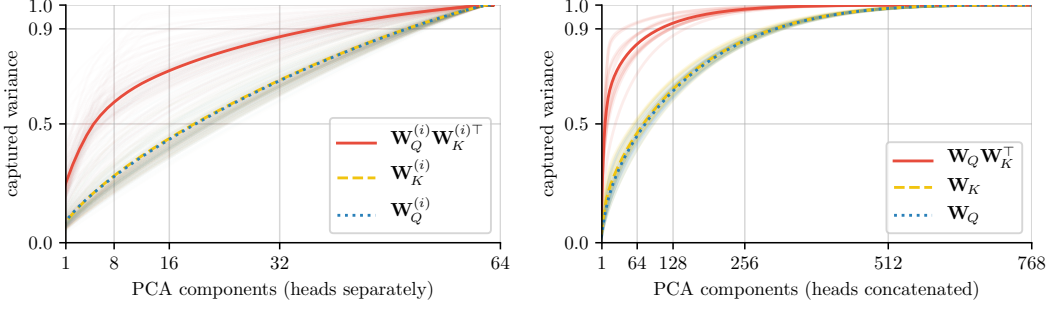 1.0
0.9
0.5
0.0
captured variance
1 8 16 32 64
PCA components (heads separately)
W_Q^{(i)} W_K^{(i)⊤}
W_K^{(i)}
W_Q^{(i)}
1.0
0.9
0.5
0.0
captured variance
1 64 128 256 512 768
PCA components (heads concatenated)
W_Q W_K^⊤
W_K
W_Q